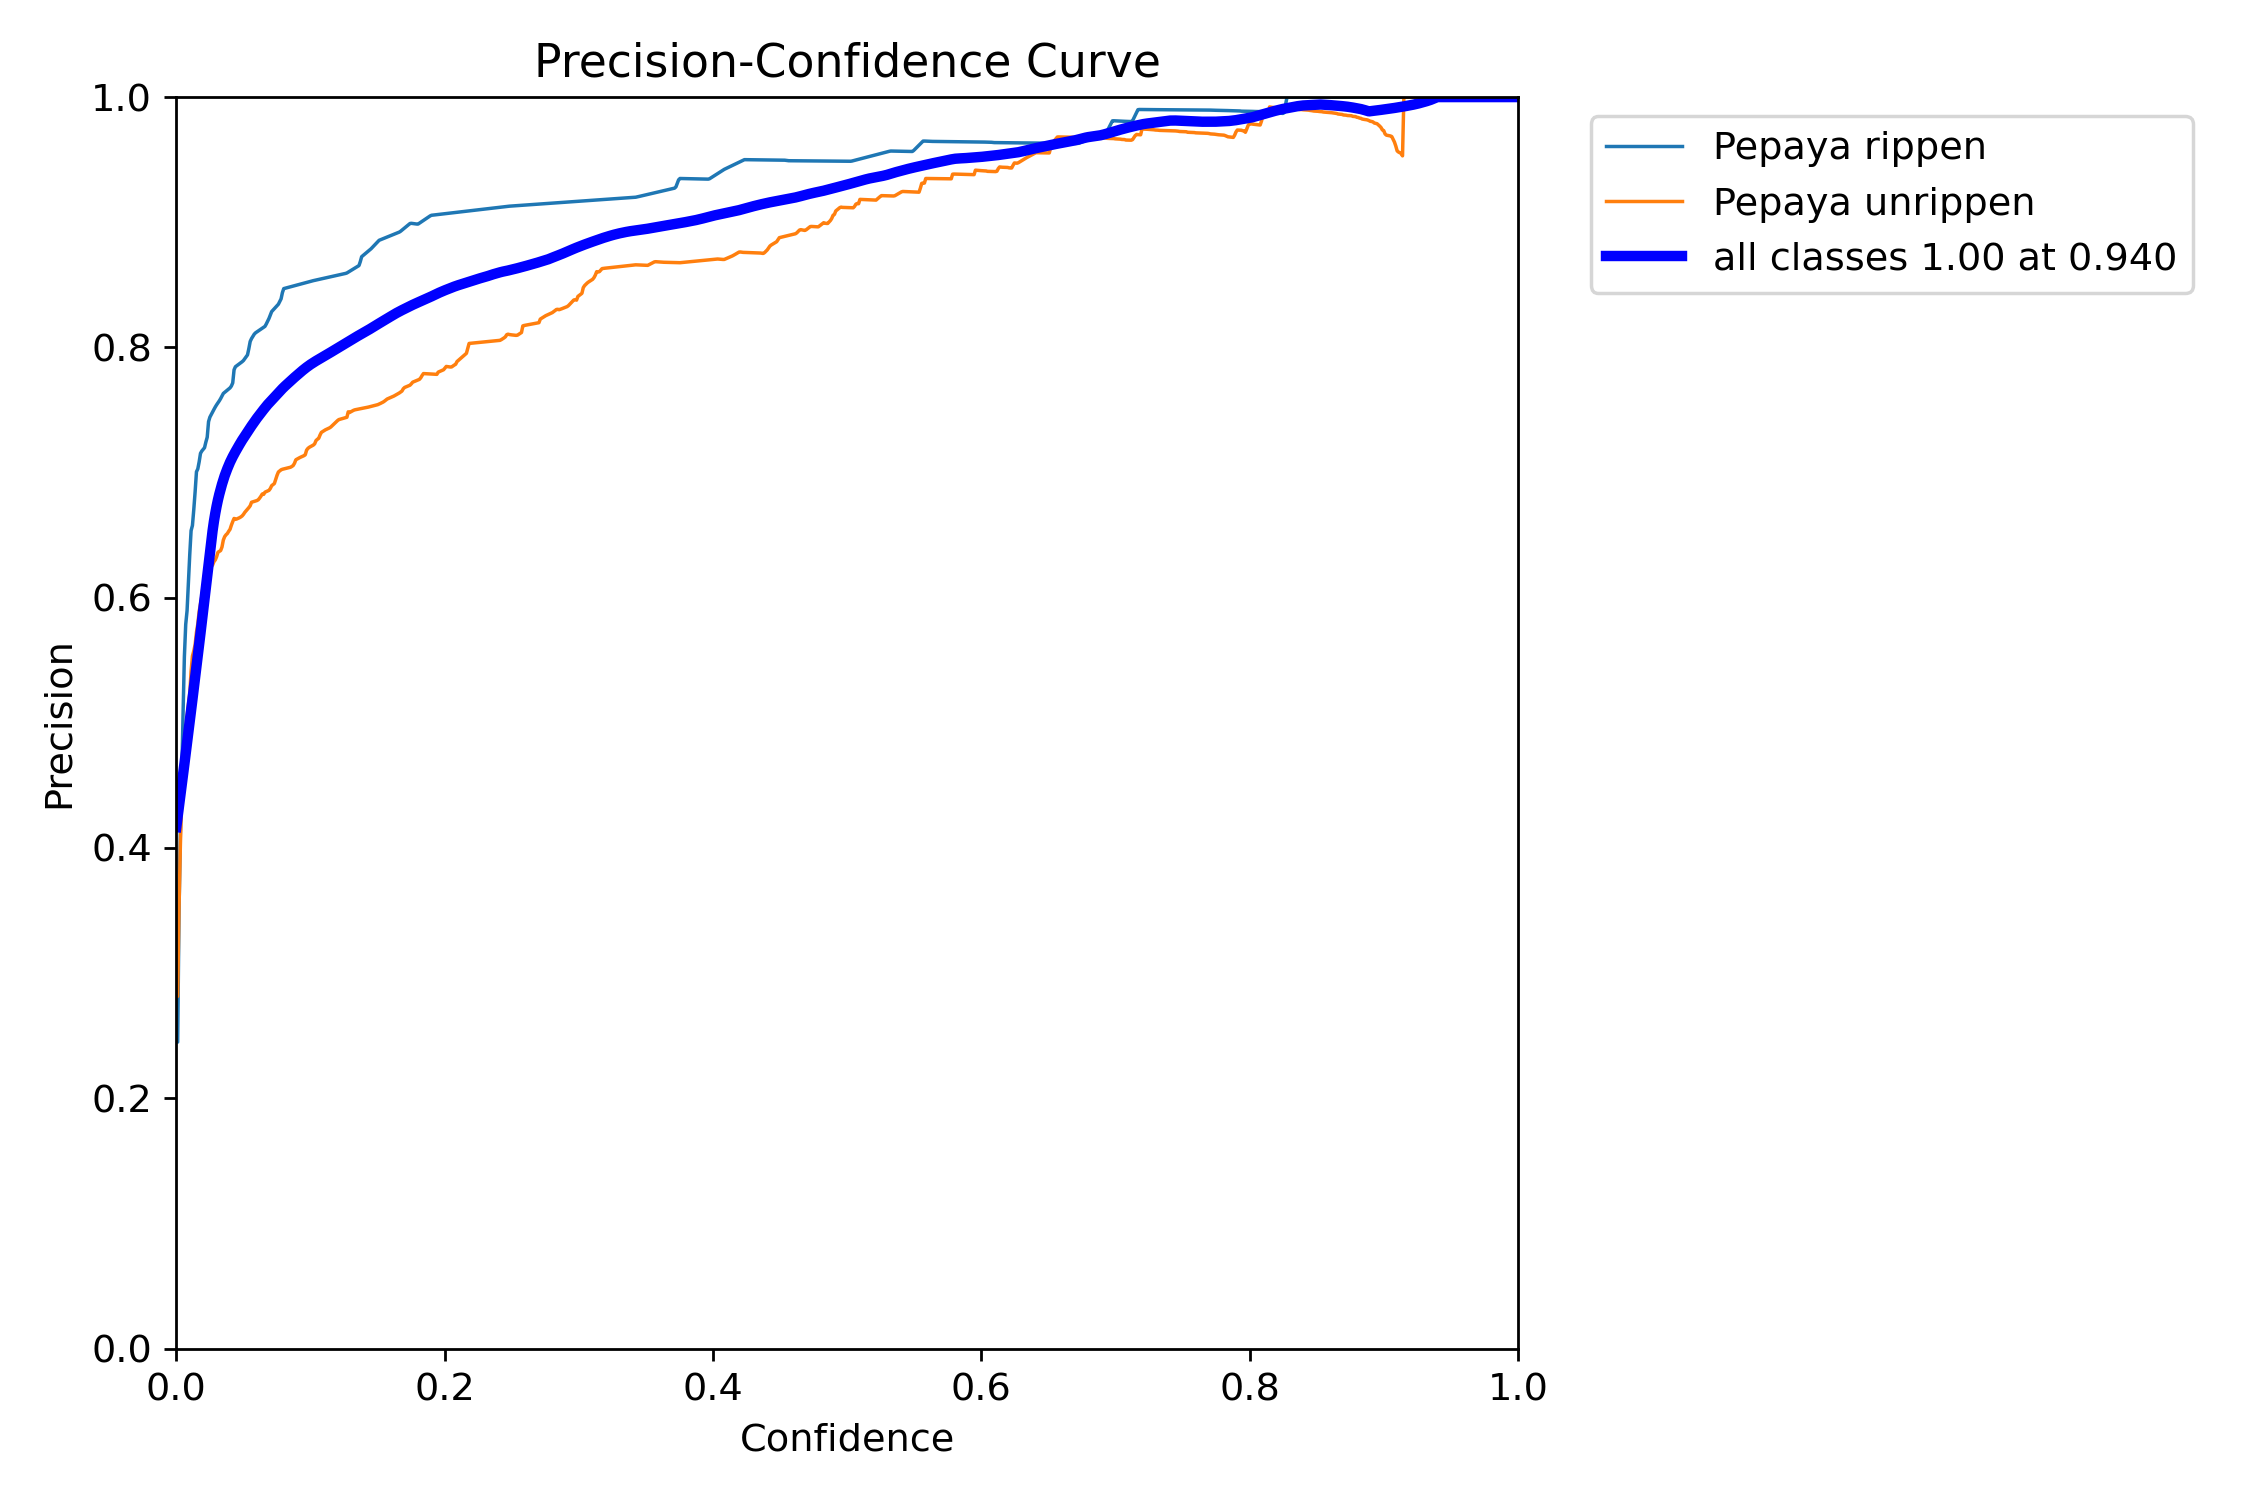 Precision-Confidence Curve
1.0
0.8
0.6
0.4
0.2
0.0
Precision
0.0 0.2 0.4 0.6 0.8 1.0
Confidence
Pepaya rippen
Pepaya unrippen
all classes 1.00 at 0.940